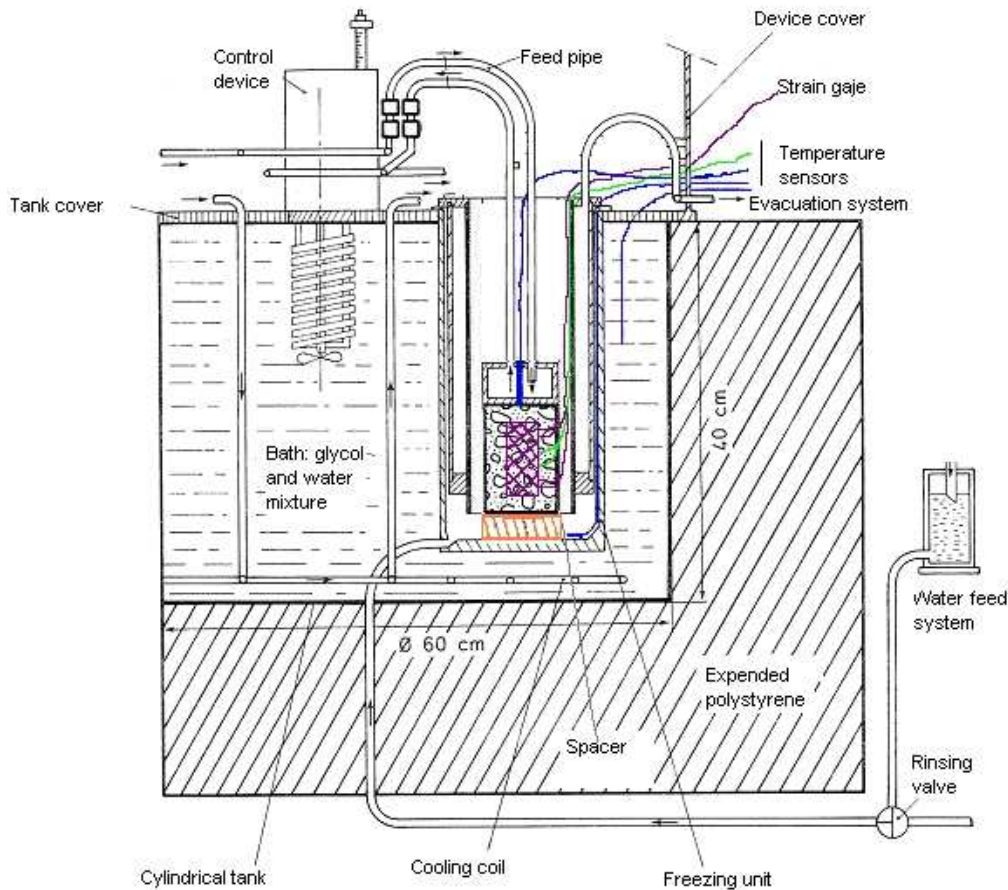 Device cover
Control
device
Feed pipe
Strain gaje
Temperature
sensors
Tank cover
Evacuation system
40 cm
Bath: glycol
and water
mixture
Water feed
system
Ø 60 cm
Expended
polystyrene
Spacer
Rinsing
valve
Cylindrical tank
Cooling coil
Freezing unit